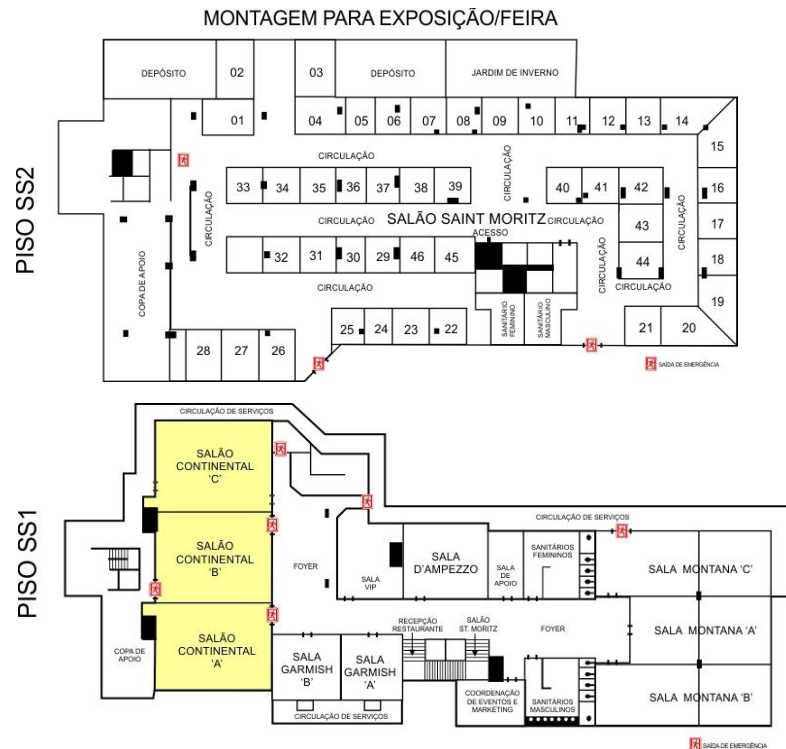 MONTAGEM PARA EXPOSIÇÃO/FEIRA
PISO SS2
DEPÓSITO
02
03
DEPÓSITO
JARDIM DE INVERNO
01
04
05
06
07
08
09
10
11
12
13
14
15
CIRCULAÇÃO
CIRCULAÇÃO
33
34
35
36
37
38
39
40
41
42
16
CIRCULAÇÃO
CIRCULAÇÃO
SALÃO SAINT MORITZ
CIRCULAÇÃO
43
CIRCULAÇÃO
17
ACESSO
COPA DE APOIO
32
31
30
29
46
45
CIRCULAÇÃO
44
18
CIRCULAÇÃO
CIRCULAÇÃO
19
SANITÁRIO
FEMININO
SANITÁRIO
MASCULINO
28
27
26
25
24
23
22
21
20
SAÍDA DE EMERGÊNCIA
PISO SS1
CIRCULAÇÃO DE SERVIÇOS
SALÃO
CONTINENTAL
'C'
SALÃO
CONTINENTAL
'B'
SALÃO
CONTINENTAL
'A'
COPA DE
APOIO
FOYER
SALA
VIP
SALA
D'AMPEZZO
SALA
DE
APOIO
SANITÁRIOS
FEMININOS
CIRCULAÇÃO DE SERVIÇOS
SALA MONTANA 'C'
SALA MONTANA 'A'
SALA MONTANA 'B'
RECEPÇÃO
RESTAURANTE
SALÃO
ST. MORITZ
FOYER
SALA
GARMISH
'B'
SALA
GARMISH
'A'
COORDENAÇÃO
DE EVENTOS E
MARKETING
SANITÁRIOS
MASCULINOS
CIRCULAÇÃO DE SERVIÇOS
SAÍDA DE EMERGÊNCIA